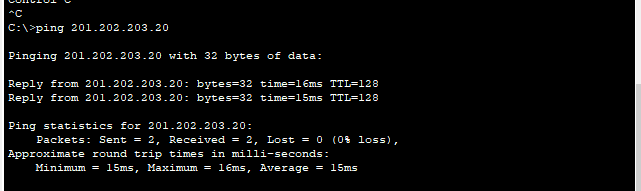 Control C
^C
C:\>ping 201.202.203.20
Pinging 201.202.203.20 with 32 bytes of data:
Reply from 201.202.203.20: bytes=32 time=16ms TTL=128
Reply from 201.202.203.20: bytes=32 time=15ms TTL=128
Ping statistics for 201.202.203.20:
Packets: Sent = 2, Received = 2, Lost = 0 (0% loss),
Approximate round trip times in milli-seconds:
Minimum = 15ms, Maximum = 16ms, Average = 15ms